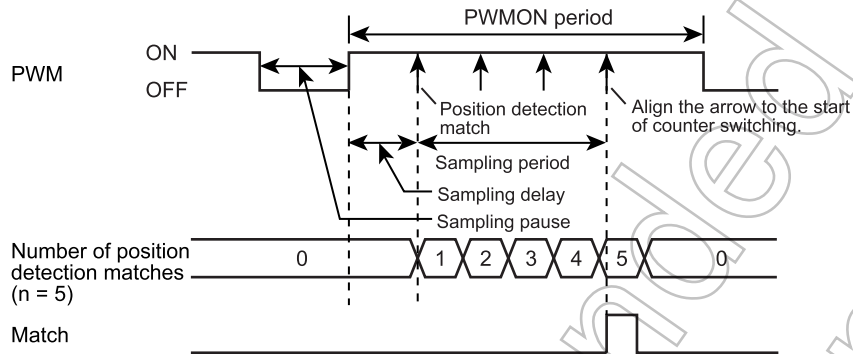 PWMON period
ON
PWM
OFF
Position detection
match
Align the arrow to the start
of counter switching.
Sampling period
Sampling delay
Sampling pause
Number of position
detection matches
(n = 5)
0 1 2 3 4 5 0
Match